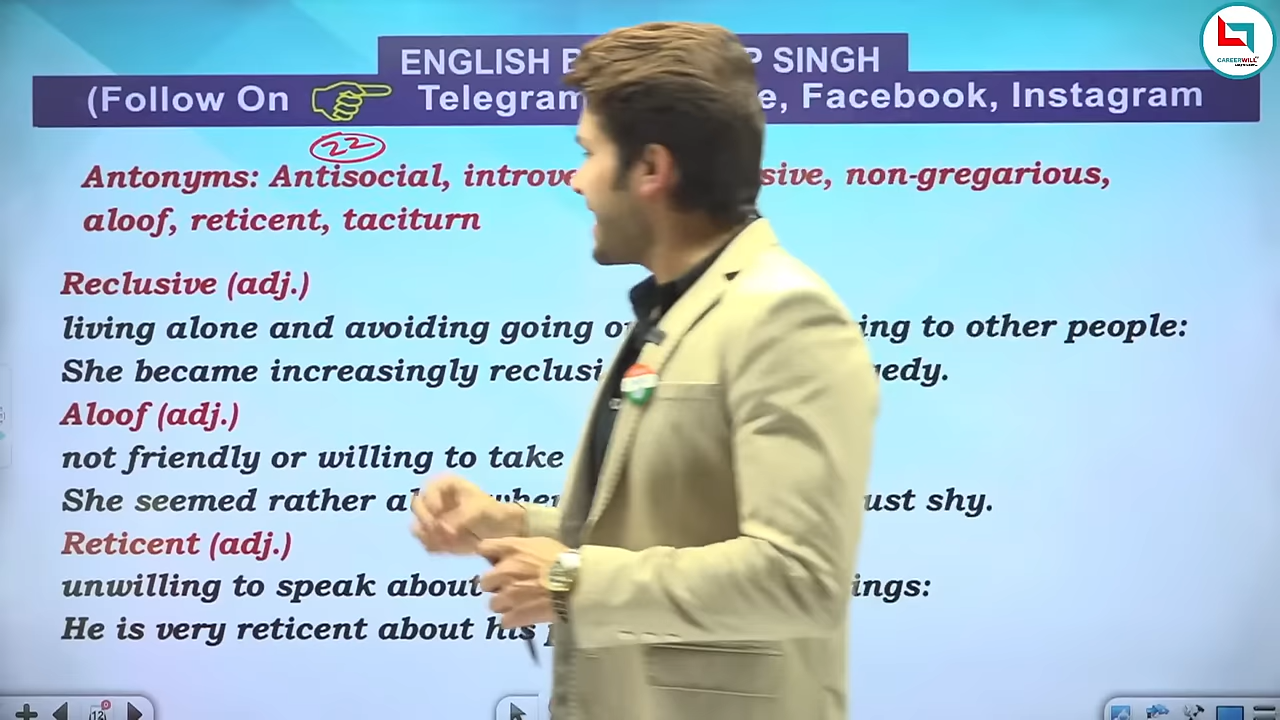 ENGLISH B P SINGH
(Follow On Telegram e, Facebook, Instagram
22
Antonyms: Antisocial, introve sive, non-gregarious,
aloof, reticent, taciturn
Reclusive (adj.)
living alone and avoiding going o ing to other people:
She became increasingly reclusi edy.
Aloof (adj.)
not friendly or willing to take
She seemed rather al when ust shy.
Reticent (adj.)
unwilling to speak about ings:
He is very reticent about his p
CAREERWILL
12